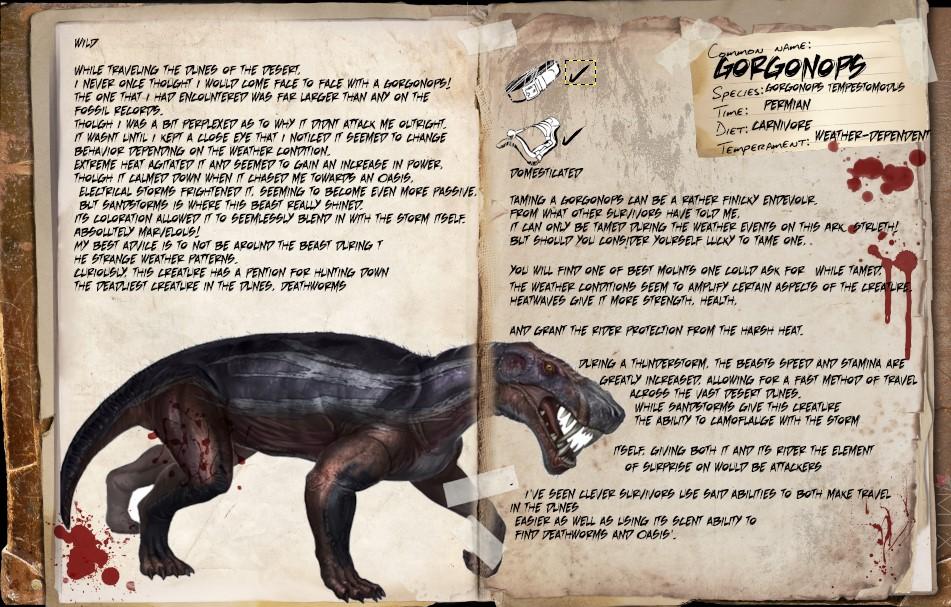 WILD
WHILE TRAVELING THE DUNES OF THE DESERT,
I NEVER ONCE THOUGHT I WOULD COME FACE TO FACE WITH A GORGONOPS!
THE ONE THAT I HAD ENCOUNTERED WAS FAR LARGER THAN ANY ON THE
FOSSIL RECORDS.
THOUGH I WAS A BIT PERPLEXED AS TO WHY IT DIDNT ATTACK ME OUTRIGHT.
IT WASNT UNTIL I KEPT A CLOSE EYE THAT I NOTICED IT SEEMED TO CHANGE
BEHAVIOR DEPENDING ON THE WEATHER CONDITION.
EXTREME HEAT AGITATED IT AND SEEMED TO GAIN AN INCREASE IN POWER,
THOUGH IT CALMED DOWN WHEN IT CHASED ME TOWARDS AN OASIS.
ELECTRICAL STORMS FRIGHTENED IT, SEEMING TO BECOME EVEN MORE PASSIVE.
BUT SANDSTORMS IS WHERE THIS BEAST REALLY SHINED.
ITS COLORATION ALLOWED IT TO SEEMLESSLY BLEND IN WITH THE STORM ITSELF.
ABSOLUTELY MARVELOUS!
MY BEST ADVICE IS TO NOT BE AROUND THE BEAST DURING T
HE STRANGE WEATHER PATTERNS.
CURIOUSLY, THIS CREATURE HAS A PENTION FOR HUNTING DOWN
THE DEADLIEST CREATURE IN THE DUNES, DEATHWORMS
COMMON NAME:
GORGONOPS
SPECIES: GORGONOPS TEMPESTOMODUS
TIME: PERMIAN
DIET: CARNIVORE
TEMPERAMENT: WEATHER-DEPENDENT
DOMESTICATED
TAMING A GORGONOPS CAN BE A RATHER FINICKY ENDEVOUR.
FROM WHAT OTHER SURVIVORS HAVE TOLD ME,
IT CAN ONLY BE TAMED DURING THE WEATHER EVENTS ON THIS ARK, STRUETH!
BUT SHOULD YOU CONSIDER YOURSELF LUCKY TO TAME ONE. .
YOU WILL FIND ONE OF BEST MOUNTS ONE COULD ASK FOR WHILE TAMED,
THE WEATHER CONDITIONS SEEM TO AMPLIFY CERTAIN ASPECTS OF THE CREATURE.
HEATWAVES GIVE IT MORE STRENGTH, HEALTH,
AND GRANT THE RIDER PROTECTION FROM THE HARSH HEAT.
DURING A THUNDERSTORM, THE BEASTS SPEED AND STAMINA ARE
GREATLY INCREASED, ALLOWING FOR A FAST METHOD OF TRAVEL
ACROSS THE VAST DESERT DUNES.
WHILE SANDSTORMS GIVE THIS CREATURE
THE ABILITY TO CAMOFLALGE WITH THE STORM
ITSELF, GIVING BOTH IT AND ITS RIDER THE ELEMENT
OF SURPRISE ON WOULD BE ATTACKERS
I'VE SEEN CLEVER SURVIVORS USE SAID ABILITIES TO BOTH MAKE TRAVEL
IN THE DUNES
EASIER AS WELL AS USING ITS SCENT ABILITY TO
FIND DEATHWORMS AND OASIS'.